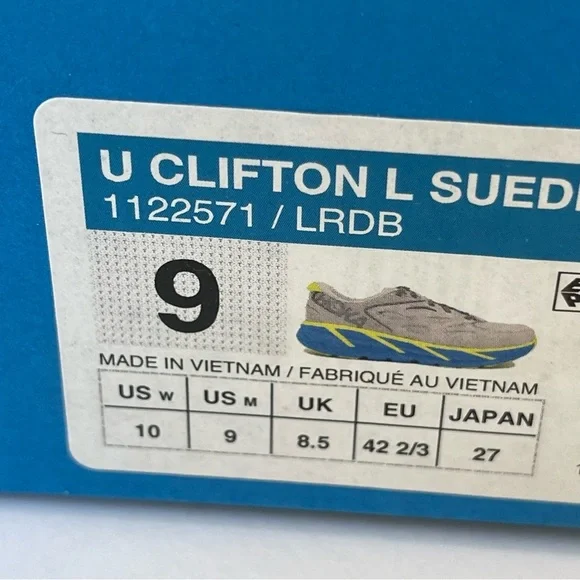 U CLIFTON L SUEDE
1122571 / LRDB
9
MADE IN VIETNAM / FABRIQUÉ AU VIETNAM
US W US M UK EU JAPAN
10 9 8.5 42 2/3 27